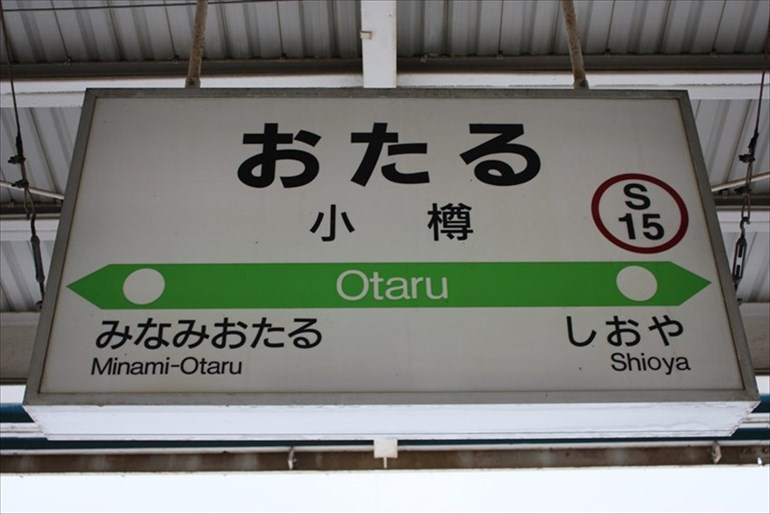 おたる
小樽
S
15
Otaru
みなみおたる
Minami-Otaru
しおや
Shioya